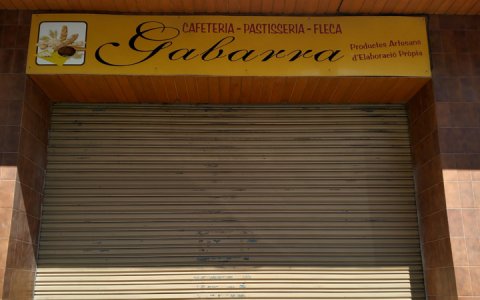 CAFETERIA - PASTISSERIA - FLECA
Gabarra
Productes Artesans
d'Elaboració Pròpia